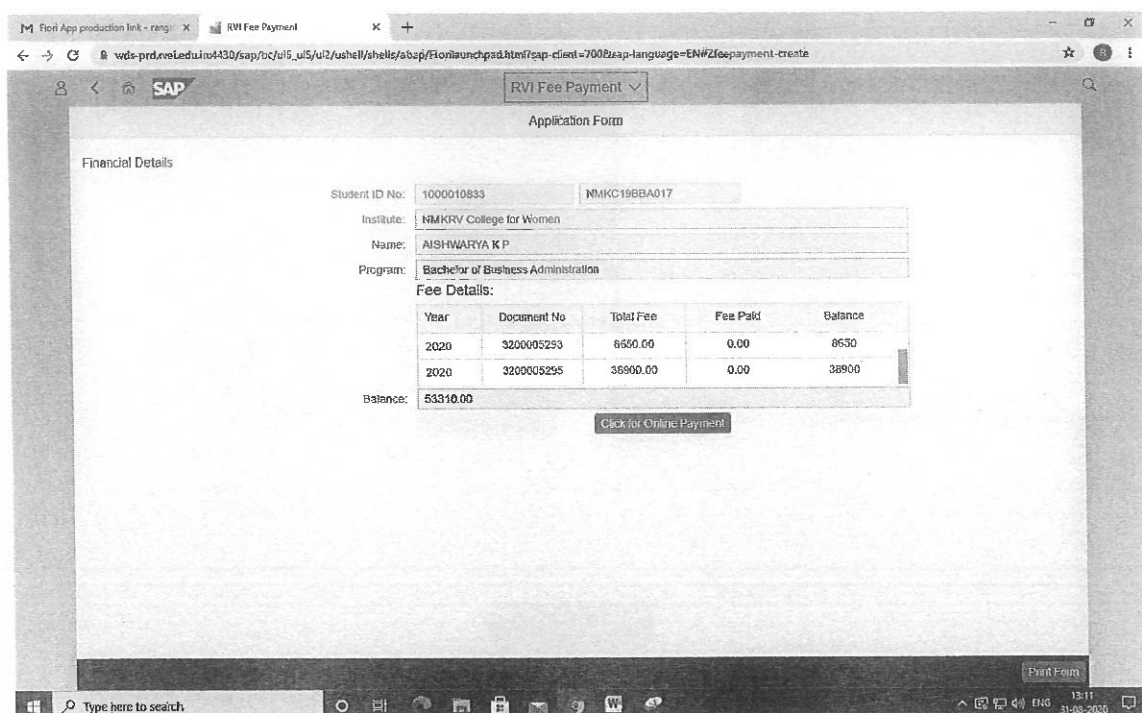 Fiori App production link - rang
RVI Fee Payment
wds-prd.rvei.edu.in:4430/sap/bc/ui5_ui5/ui2/ushell/shells/abap/Fiorilaunchpad.html?sap-client=700&sap-language=EN#Zfeepayment-create
SAP
RVI Fee Payment
Application Form
Financial Details
Student ID No: 1000010833 NMKC19BBA017
Institute: NMKRV College for Women
Name: AISHWARYA K P
Program: Bachelor of Business Administration
Fee Details:
Year Document No Total Fee Fee Paid Balance
2020 3200005293 8650.00 0.00 8650
2020 3200005295 38900.00 0.00 38900
Balance: 53310.00
Click for Online Payment
Print Form
Type here to search
ENG
13:11
31-08-2020